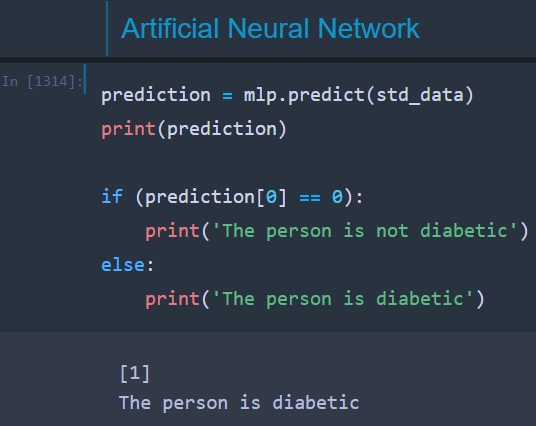 Artificial Neural Network
In [1314]:
prediction = mlp.predict(std_data)
print(prediction)
if (prediction[0] == 0):
print('The person is not diabetic')
else:
print('The person is diabetic')
[1]
The person is diabetic